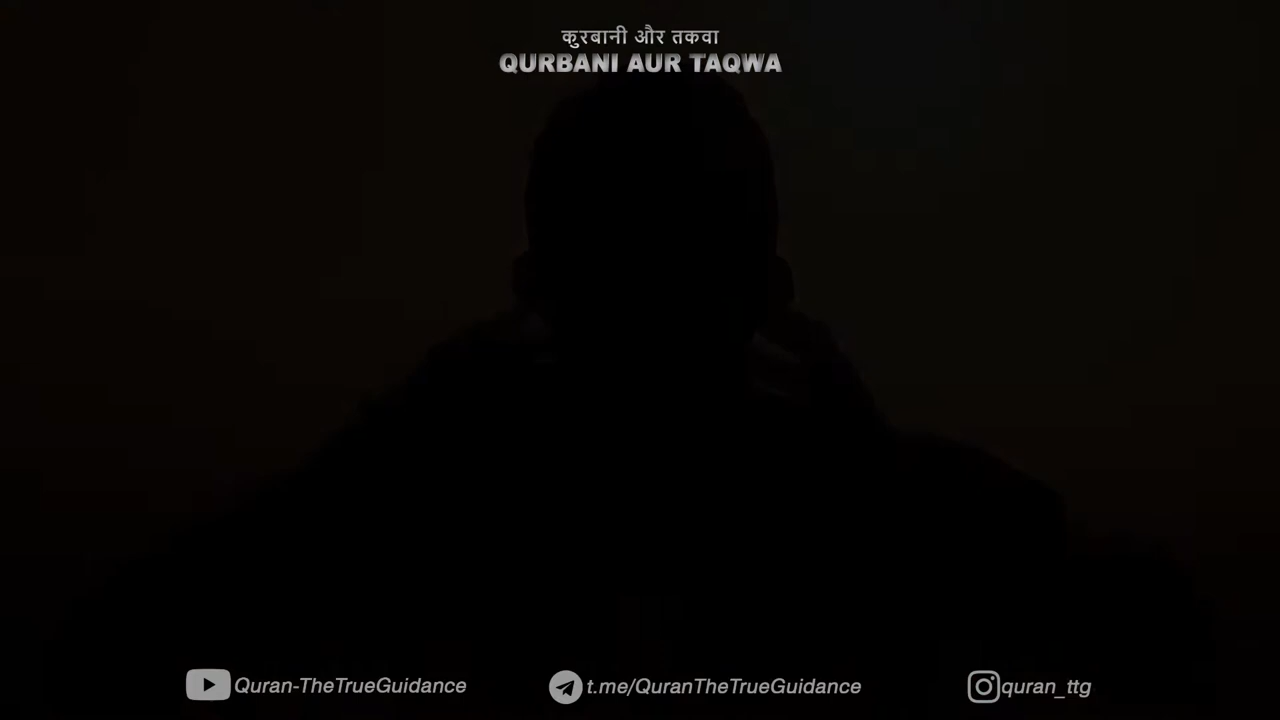 कुरबानी और तकवा
QURBANI AUR TAQWA
Quran-TheTrueGuidance
t.me/QuranTheTrueGuidance
quran_ttg